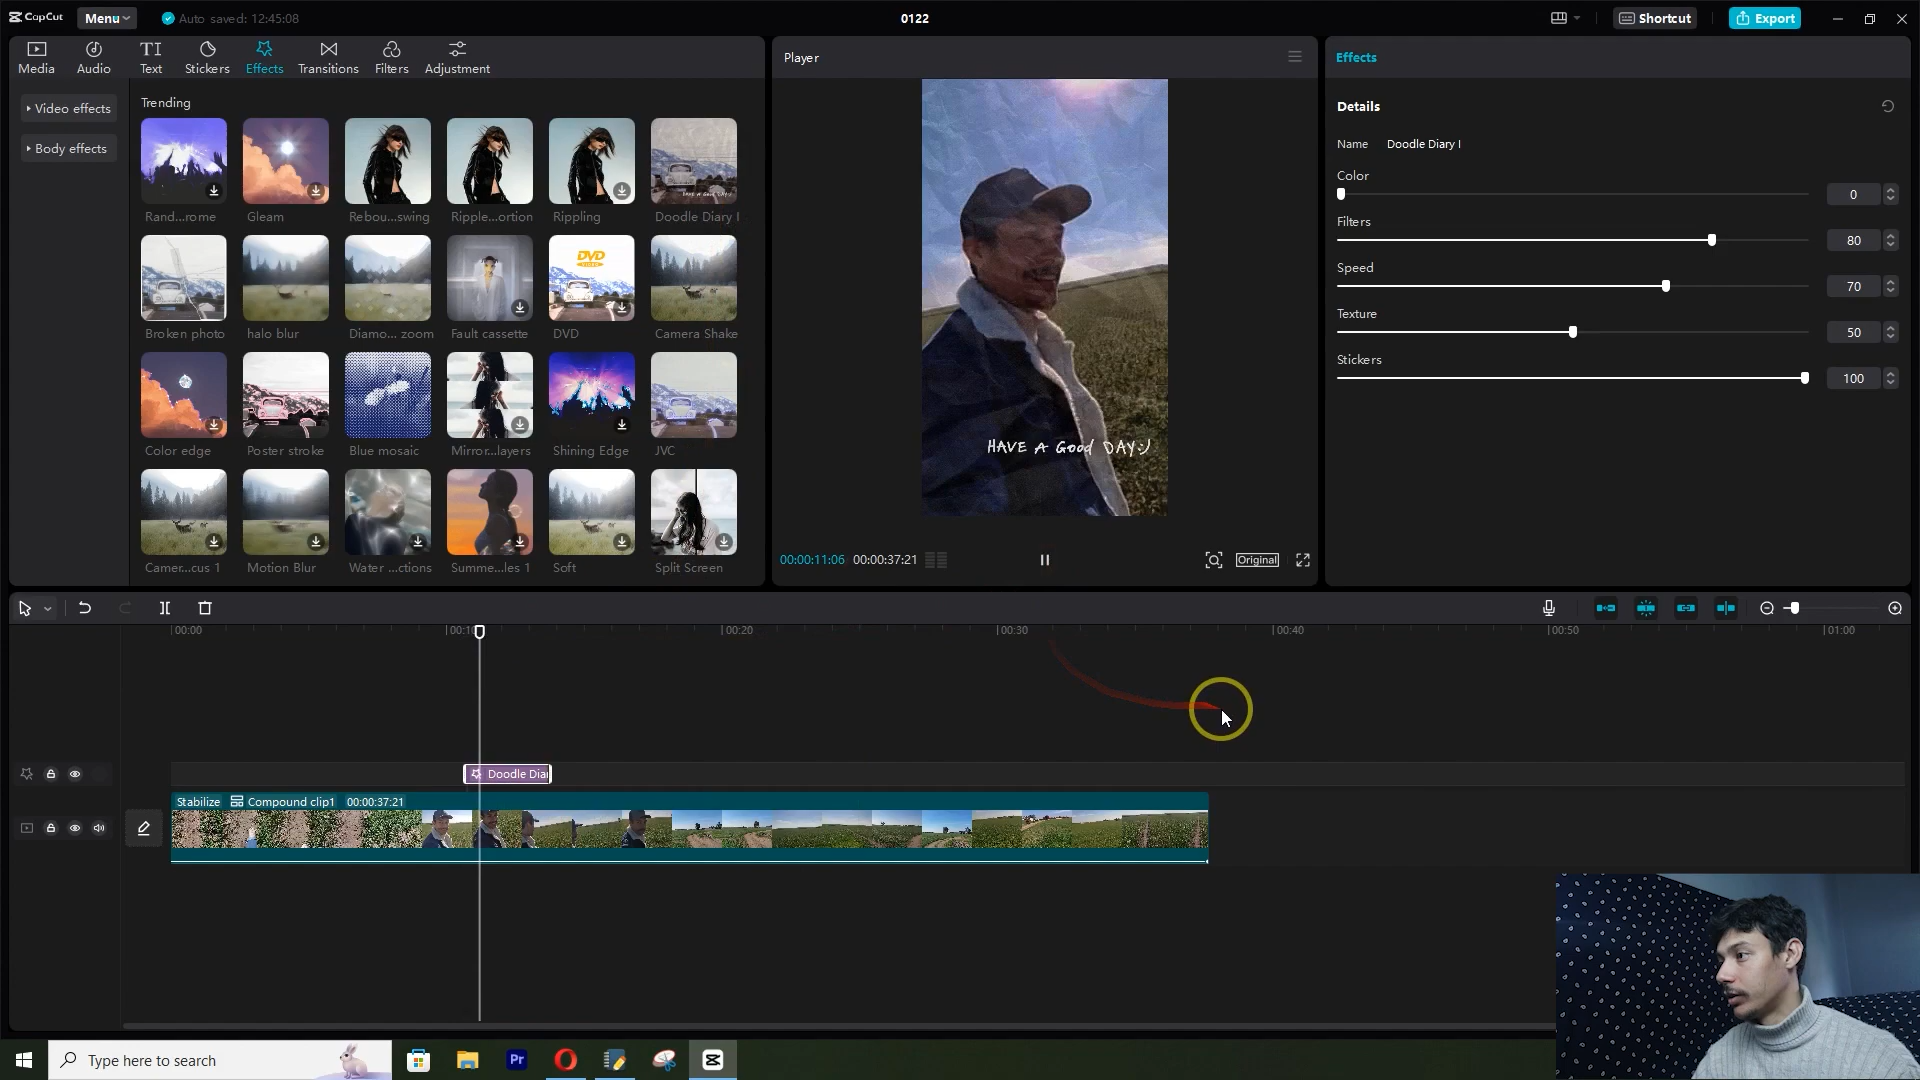 CapCut
Menu
Auto saved: 12:45:08
0122
Shortcut
Export
Media
Audio
Text
Stickers
Effects
Transitions
Filters
Adjustment
Video effects
Body effects
Trending
Rand...rome
Gleam
Rebou...swing
Ripple...ortion
Rippling
Doodle Diary I
Broken photo
halo blur
Diamo... zoom
Fault cassette
DVD
Camera Shake
Color edge
Poster stroke
Blue mosaic
Mirror...layers
Shining Edge
JVC
Camer...cus 1
Motion Blur
Water ...ctions
Summe...les 1
Soft
Split Screen
Player
HAVE A Good DAY:)
00:00:11:06 00:00:37:21
Original
Effects
Details
Name Doodle Diary I
Color
0
Filters
80
Speed
70
Texture
50
Stickers
100
00:00
00:10
00:20
00:30
00:40
00:50
01:00
Doodle Diar
Stabilize Compound clip1 00:00:37:21
Type here to search
Pr